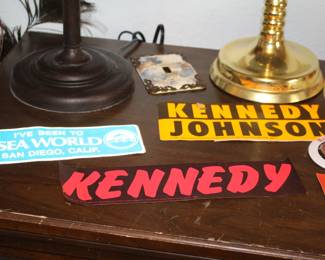 KENNEDY
JOHNSON
I'VE BEEN TO
SEA WORLD
SAN DIEGO, CALIF.
KENNEDY